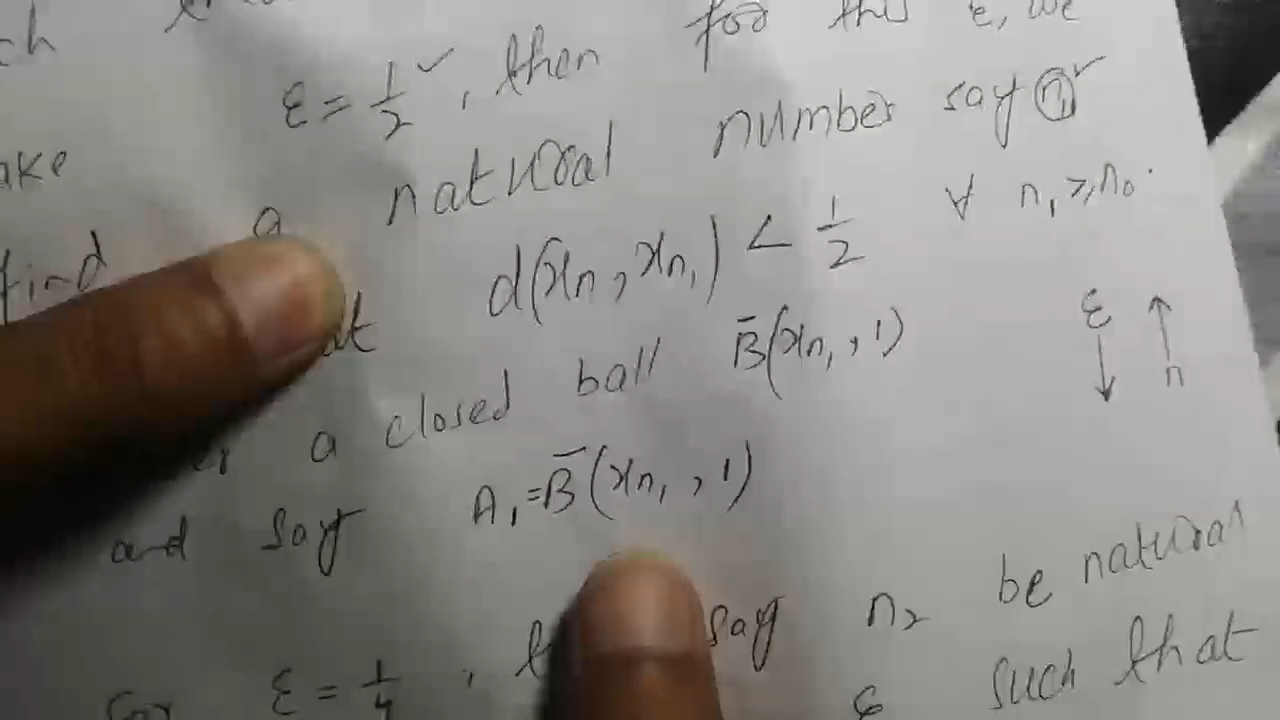 ε = 1/2, then for this ε, we
natural number say n₁
find a d(xn, xn₁) < 1/2 ∀ n₁ ≥, n₀.
a closed ball B̄(xn₁, 1) ε ↓ ↑ n
and say A₁ = B̄(xn₁, 1)
for ε = 1/4, say n₂ be natural
such that